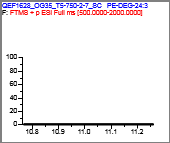 QEF1628_OG35_T5-750-2-7_SC PE-DEG-24:3
F: FTMS + p ESI Full ms [500.0000-2000.0000]
100
80
60
40
20
0
10.8 10.9 11.0 11.1 11.2